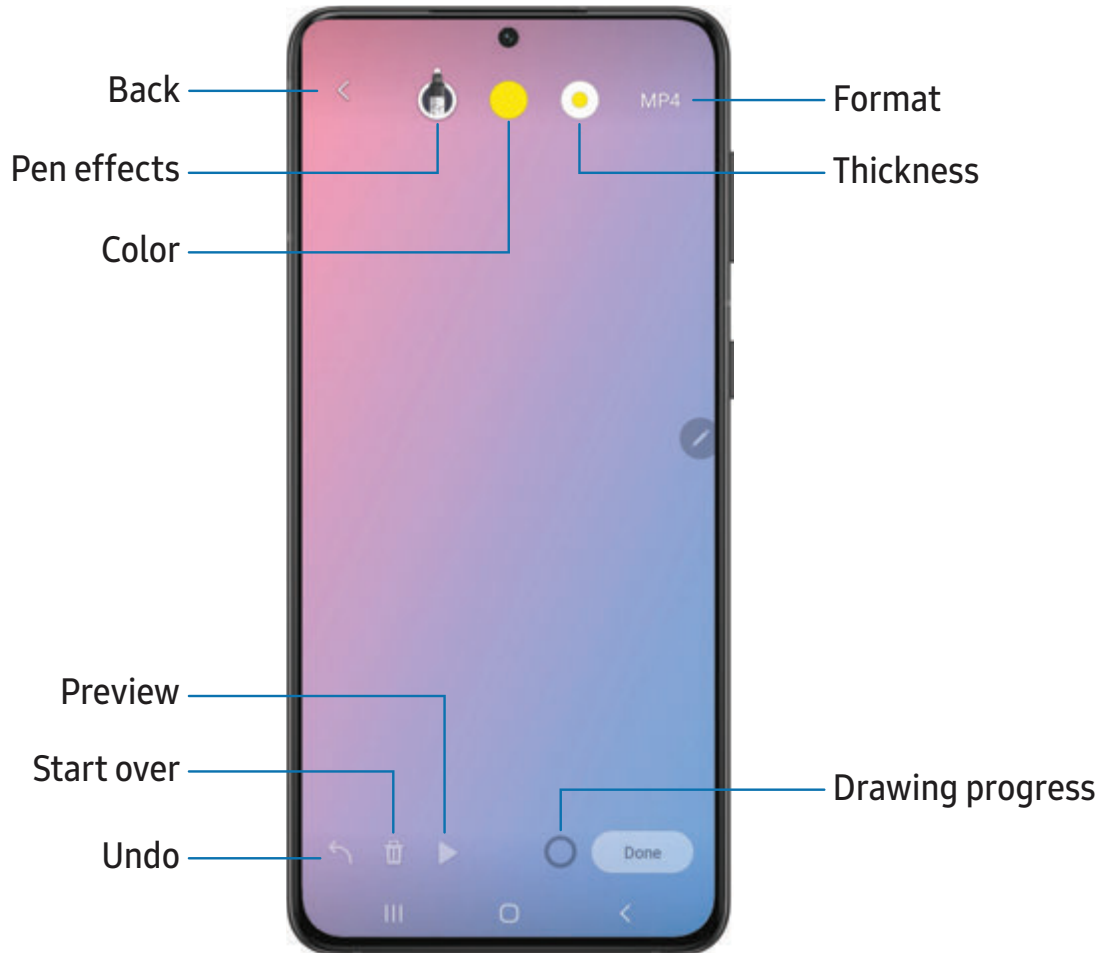 Back
MP4
Format
Pen effects
Thickness
Color
Preview
Start over
Drawing progress
Undo
Done